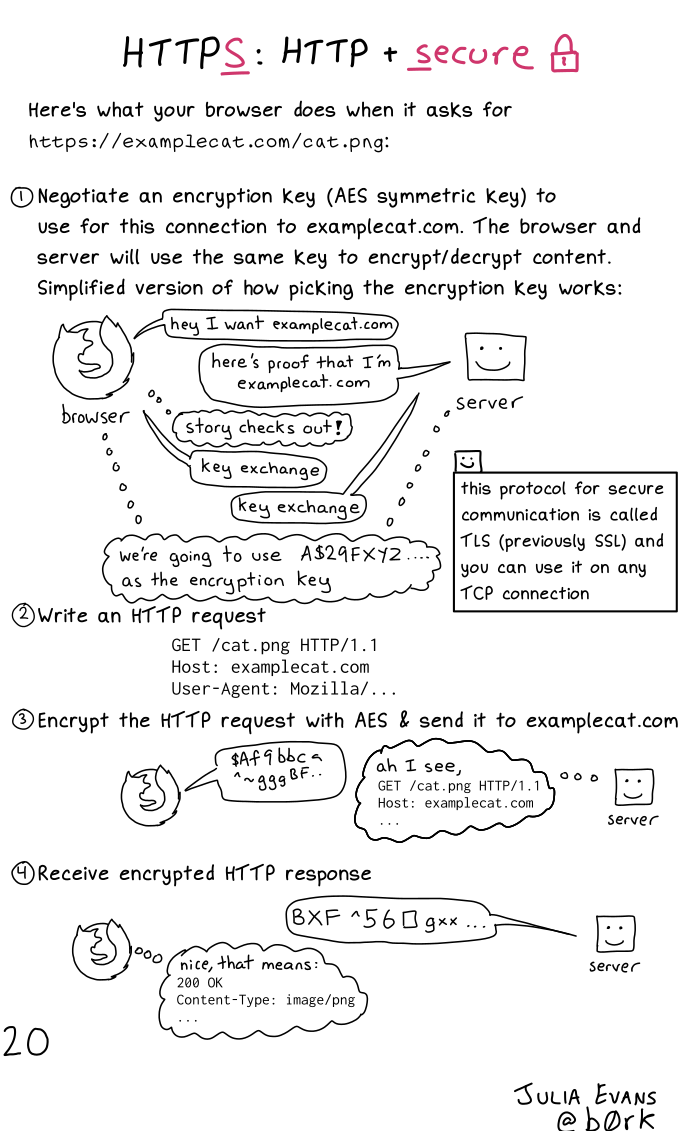 HTTPS: HTTP + secure
Here's what your browser does when it asks for
https://examplecat.com/cat.png:
① Negotiate an encryption key (AES symmetric key) to
use for this connection to examplecat.com. The browser and
server will use the same key to encrypt/decrypt content.
Simplified version of how picking the encryption key works:
hey I want examplecat.com
here's proof that I'm
examplecat.com
browser
server
story checks out!
key exchange
key exchange
this protocol for secure
communication is called
TLS (previously SSL) and
you can use it on any
TCP connection
we're going to use A$29FXYZ....
as the encryption key
② Write an HTTP request
GET /cat.png HTTP/1.1
Host: examplecat.com
User-Agent: Mozilla/...
③ Encrypt the HTTP request with AES & send it to examplecat.com
$Af9bbca
^~gggBF..
ah I see,
GET /cat.png HTTP/1.1
Host: examplecat.com
...
server
④ Receive encrypted HTTP response
BXF ^56□gxx ...
server
nice, that means:
200 OK
Content-Type: image/png
...
20
JULIA EVANS
@b0rk